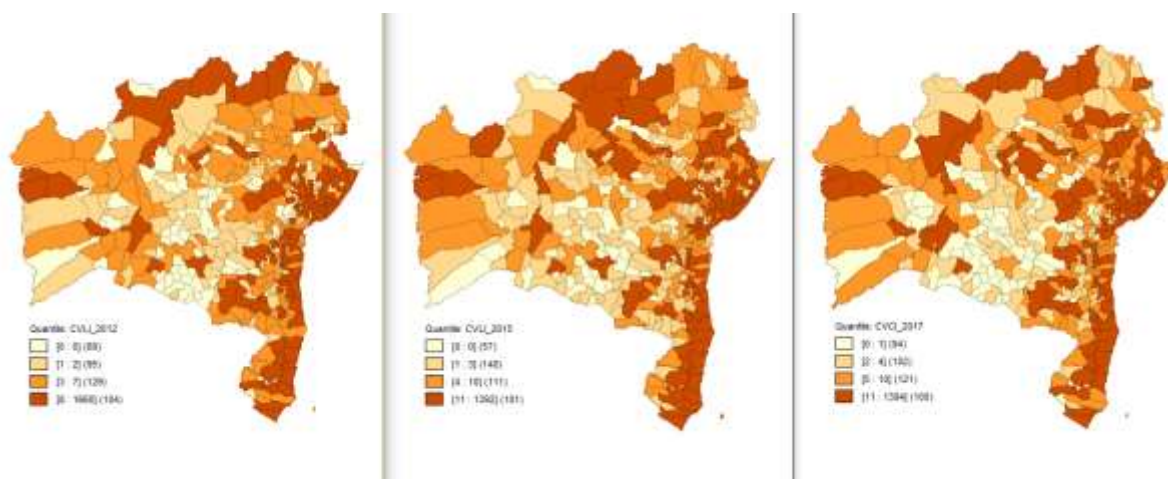 Quantile: CVLI_2012
[0 : 0] (89)
[1 : 2] (95)
[3 : 7] (129)
[8 : 1668] (104)
Quantile: CVLI_2015
[0 : 0] (57)
[1 : 3] (148)
[4 : 10] (111)
[11 : 1392] (101)
Quantile: CVCI_2017
[0 : 1] (94)
[2 : 4] (102)
[5 : 10] (121)
[11 : 1394] (100)